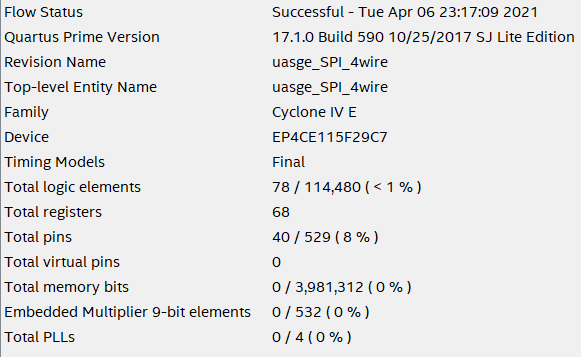 Flow Status Successful - Tue Apr 06 23:17:09 2021
Quartus Prime Version 17.1.0 Build 590 10/25/2017 SJ Lite Edition
Revision Name uasge_SPI_4wire
Top-level Entity Name uasge_SPI_4wire
Family Cyclone IV E
Device EP4CE115F29C7
Timing Models Final
Total logic elements 78 / 114,480 ( < 1 % )
Total registers 68
Total pins 40 / 529 ( 8 % )
Total virtual pins 0
Total memory bits 0 / 3,981,312 ( 0 % )
Embedded Multiplier 9-bit elements 0 / 532 ( 0 % )
Total PLLs 0 / 4 ( 0 % )